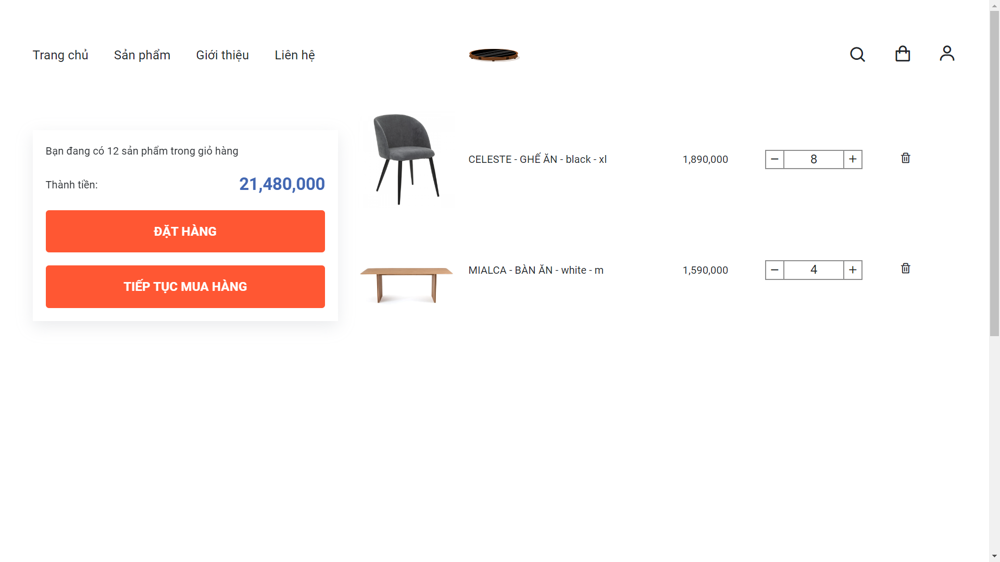 Trang chủ Sản phẩm Giới thiệu Liên hệ
Bạn đang có 12 sản phẩm trong giỏ hàng
Thành tiền: 21,480,000
ĐẶT HÀNG
TIẾP TỤC MUA HÀNG
CELESTE - GHẾ ĂN - black - xl 1,890,000 − 8 +
MIALCA - BÀN ĂN - white - m 1,590,000 − 4 +